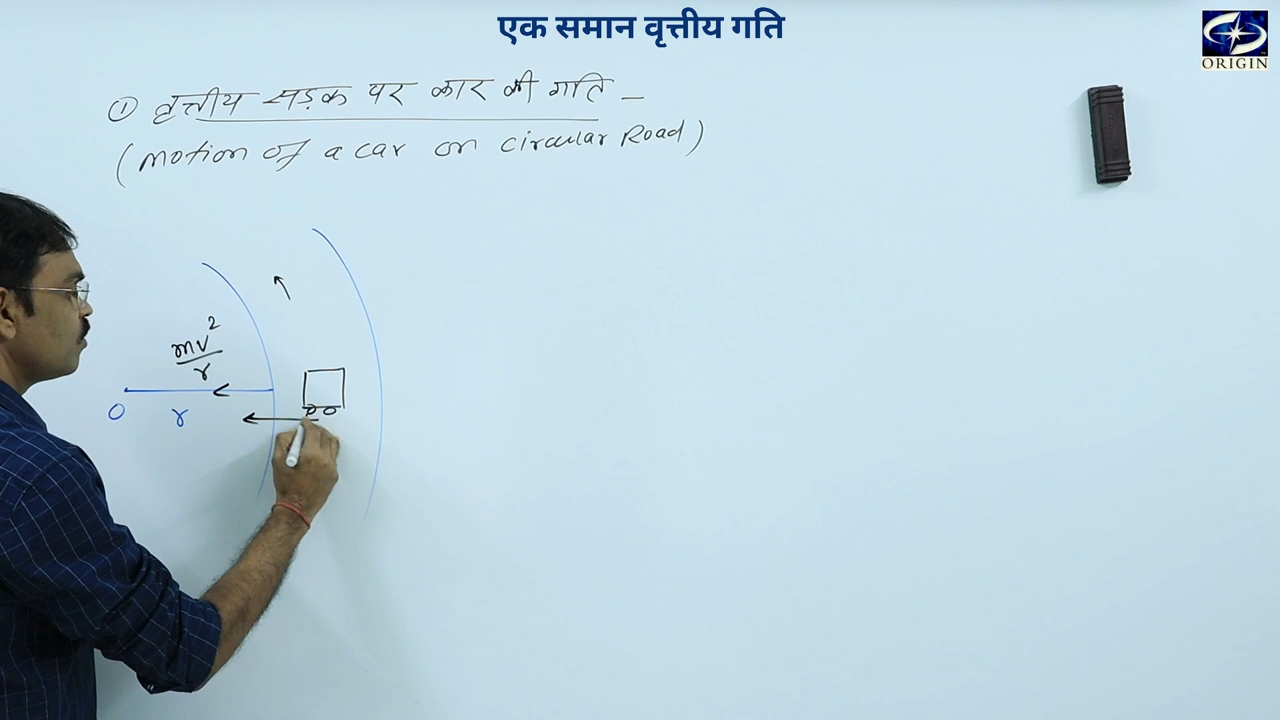 एक समान वृत्तीय गति
ORIGIN
① वृत्तीय सड़क पर कार की गति –
(motion of a car on circular Road)
mv²/r
O
r